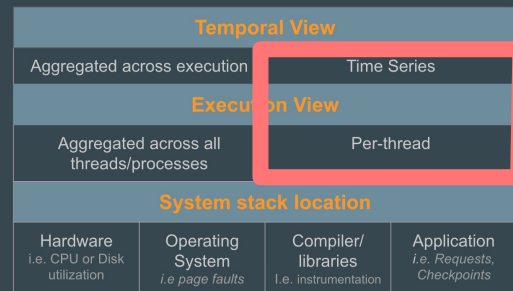 Temporal View
Aggregated across execution
Time Series
Execution View
Aggregated across all
threads/processes
Per-thread
System stack location
Hardware
i.e. CPU or Disk
utilization
Operating
System
i.e page faults
Compiler/
libraries
I.e. instrumentation
Application
i.e. Requests,
Checkpoints